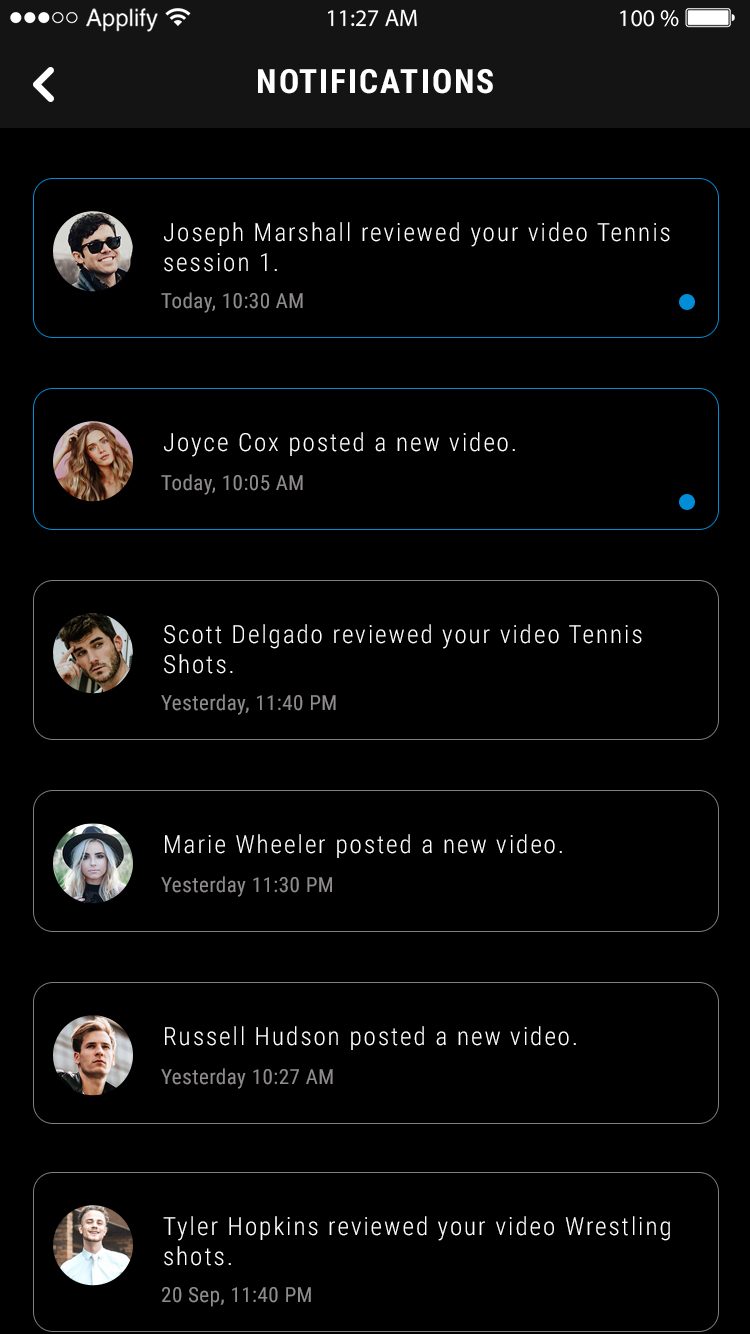 Applify 11:27 AM 100 %
NOTIFICATIONS
Joseph Marshall reviewed your video Tennis
session 1.
Today, 10:30 AM
Joyce Cox posted a new video.
Today, 10:05 AM
Scott Delgado reviewed your video Tennis
Shots.
Yesterday, 11:40 PM
Marie Wheeler posted a new video.
Yesterday 11:30 PM
Russell Hudson posted a new video.
Yesterday 10:27 AM
Tyler Hopkins reviewed your video Wrestling
shots.
20 Sep, 11:40 PM